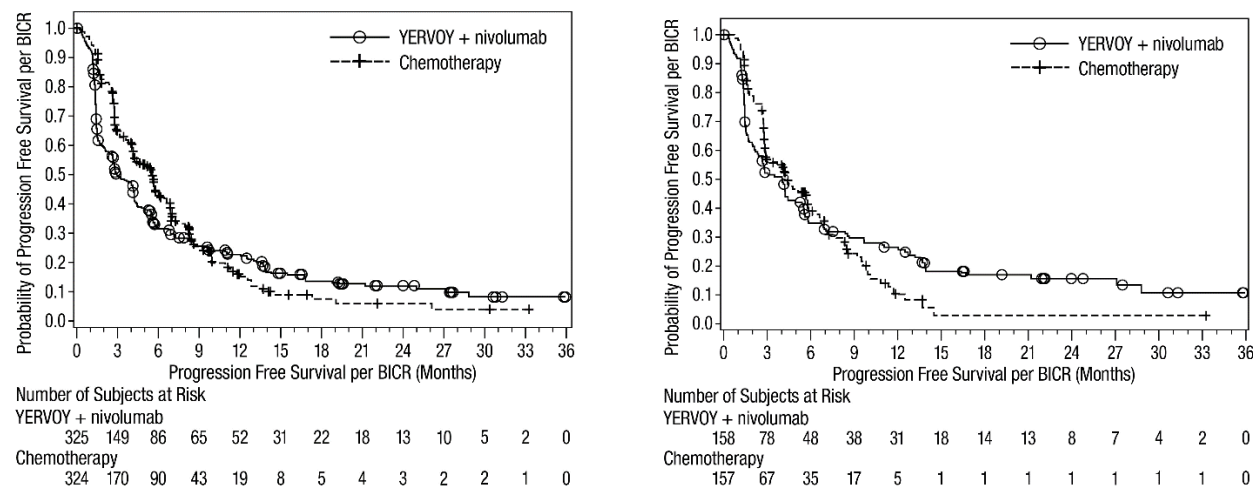 Probability of Progression Free Survival per BICR
1.0
0.9
0.8
0.7
0.6
0.5
0.4
0.3
0.2
0.1
0.0
YERVOY + nivolumab
Chemotherapy
0 3 6 9 12 15 18 21 24 27 30 33 36
Progression Free Survival per BICR (Months)
Number of Subjects at Risk
YERVOY + nivolumab
325 149 86 65 52 31 22 18 13 10 5 2 0
Chemotherapy
324 170 90 43 19 8 5 4 3 2 2 1 0
Probability of Progression Free Survival per BICR
1.0
0.9
0.8
0.7
0.6
0.5
0.4
0.3
0.2
0.1
0.0
YERVOY + nivolumab
Chemotherapy
0 3 6 9 12 15 18 21 24 27 30 33 36
Progression Free Survival per BICR (Months)
Number of Subjects at Risk
YERVOY + nivolumab
158 78 48 38 31 18 14 13 8 7 4 2 0
Chemotherapy
157 67 35 17 5 1 1 1 1 1 1 1 0